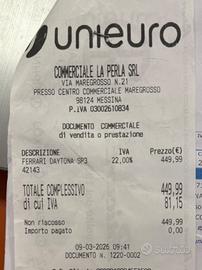 unieuro
COMMERCIALE LA PERLA SRL
VIA MAREGROSSO N.21
PRESSO CENTRO COMMERCIALE MAREGROSSO
98124 MESSINA
P.IVA 03002610834
DOCUMENTO COMMERCIALE
di vendita o prestazione
DESCRIZIONE IVA Prezzo(€)
FERRARI DAYTONA SP3 22,00% 449,99
42143
TOTALE COMPLESSIVO 449,99
di cui IVA 81,15
Non riscosso 449,99
Importo pagato 0,00
09-03-2026 09:41
DOCUMENTO N. 1220-0002
subito